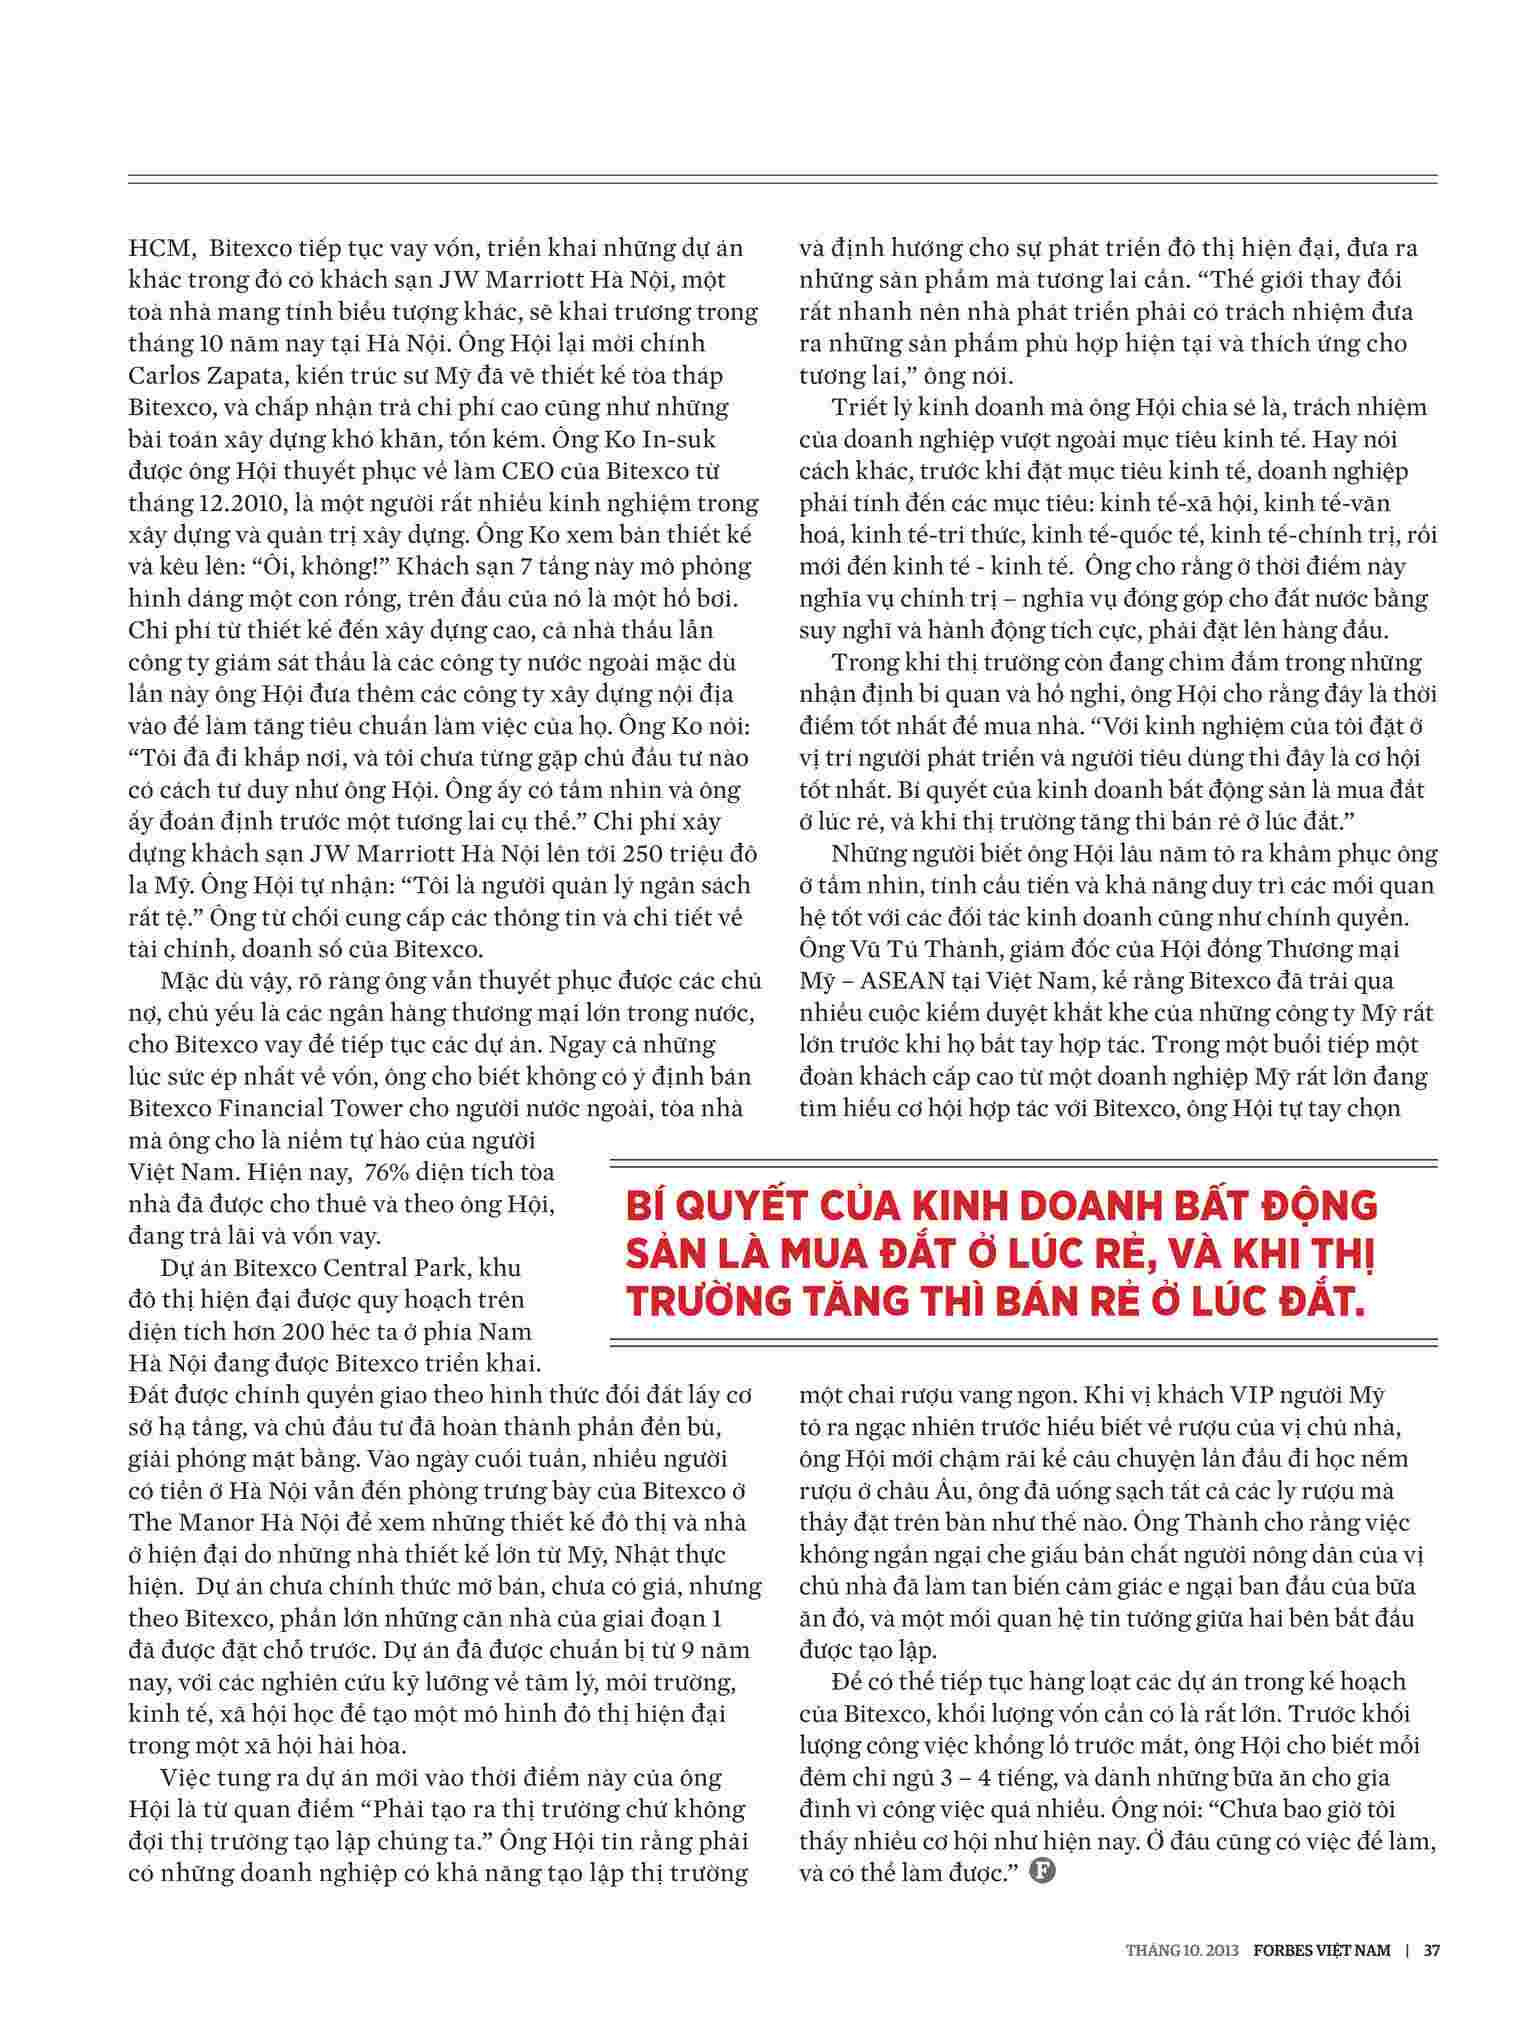 HCM, Bitexco tiếp tục vay vốn, triển khai những dự án
khác trong đó có khách sạn JW Marriott Hà Nội, một
toà nhà mang tính biểu tượng khác, sẽ khai trương trong
tháng 10 năm nay tại Hà Nội. Ông Hội lại mời chính
Carlos Zapata, kiến trúc sư Mỹ đã vẽ thiết kế tòa tháp
Bitexco, và chấp nhận trả chi phí cao cũng như những
bài toán xây dựng khó khăn, tốn kém. Ông Ko In-suk
được ông Hội thuyết phục về làm CEO của Bitexco từ
tháng 12.2010, là một người rất nhiều kinh nghiệm trong
xây dựng và quản trị xây dựng. Ông Ko xem bản thiết kế
và kêu lên: “Ôi, không!” Khách sạn 7 tầng này mô phỏng
hình dáng một con rồng, trên đầu của nó là một hồ bơi.
Chi phí từ thiết kế đến xây dựng cao, cả nhà thầu lẫn
công ty giám sát thầu là các công ty nước ngoài mặc dù
lần này ông Hội đưa thêm các công ty xây dựng nội địa
vào để làm tăng tiêu chuẩn làm việc của họ. Ông Ko nói:
“Tôi đã đi khắp nơi, và tôi chưa từng gặp chủ đầu tư nào
có cách tư duy như ông Hội. Ông ấy có tầm nhìn và ông
ấy đoán định trước một tương lai cụ thể.” Chi phí xây
dựng khách sạn JW Marriott Hà Nội lên tới 250 triệu đô
la Mỹ. Ông Hội tự nhận: “Tôi là người quản lý ngân sách
rất tệ.” Ông từ chối cung cấp các thông tin và chi tiết về
tài chính, doanh số của Bitexco.
Mặc dù vậy, rõ ràng ông vẫn thuyết phục được các chủ
nợ, chủ yếu là các ngân hàng thương mại lớn trong nước,
cho Bitexco vay để tiếp tục các dự án. Ngay cả những
lúc sức ép nhất về vốn, ông cho biết không có ý định bán
Bitexco Financial Tower cho người nước ngoài, tòa nhà
mà ông cho là niềm tự hào của người
Việt Nam. Hiện nay, 76% diện tích tòa
nhà đã được cho thuê và theo ông Hội,
đang trả lãi và vốn vay.
Dự án Bitexco Central Park, khu
đô thị hiện đại được quy hoạch trên
diện tích hơn 200 héc ta ở phía Nam
Hà Nội đang được Bitexco triển khai.
Đất được chính quyền giao theo hình thức đổi đất lấy cơ
sở hạ tầng, và chủ đầu tư đã hoàn thành phần đền bù,
giải phóng mặt bằng. Vào ngày cuối tuần, nhiều người
có tiền ở Hà Nội vẫn đến phòng trưng bày của Bitexco ở
The Manor Hà Nội để xem những thiết kế đô thị và nhà
ở hiện đại do những nhà thiết kế lớn từ Mỹ, Nhật thực
hiện. Dự án chưa chính thức mở bán, chưa có giá, nhưng
theo Bitexco, phần lớn những căn nhà của giai đoạn 1
đã được đặt chỗ trước. Dự án đã được chuẩn bị từ 9 năm
nay, với các nghiên cứu kỹ lưỡng về tâm lý, môi trường,
kinh tế, xã hội học để tạo một mô hình đô thị hiện đại
trong một xã hội hài hòa.
Việc tung ra dự án mới vào thời điểm này của ông
Hội là từ quan điểm “Phải tạo ra thị trường chứ không
đợi thị trường tạo lập chúng ta.” Ông Hội tin rằng phải
có những doanh nghiệp có khả năng tạo lập thị trường
và định hướng cho sự phát triển đô thị hiện đại, đưa ra
những sản phẩm mà tương lai cần. “Thế giới thay đổi
rất nhanh nên nhà phát triển phải có trách nhiệm đưa
ra những sản phẩm phù hợp hiện tại và thích ứng cho
tương lai,” ông nói.
Triết lý kinh doanh mà ông Hội chia sẻ là, trách nhiệm
của doanh nghiệp vượt ngoài mục tiêu kinh tế. Hay nói
cách khác, trước khi đặt mục tiêu kinh tế, doanh nghiệp
phải tính đến các mục tiêu: kinh tế-xã hội, kinh tế-văn
hoá, kinh tế-tri thức, kinh tế-quốc tế, kinh tế-chính trị, rồi
mới đến kinh tế - kinh tế. Ông cho rằng ở thời điểm này
nghĩa vụ chính trị – nghĩa vụ đóng góp cho đất nước bằng
suy nghĩ và hành động tích cực, phải đặt lên hàng đầu.
Trong khi thị trường còn đang chìm đắm trong những
nhận định bi quan và hồ nghi, ông Hội cho rằng đây là thời
điểm tốt nhất để mua nhà. “Với kinh nghiệm của tôi đặt ở
vị trí người phát triển và người tiêu dùng thì đây là cơ hội
tốt nhất. Bí quyết của kinh doanh bất động sản là mua đắt
ở lúc rẻ, và khi thị trường tăng thì bán rẻ ở lúc đắt.”
Những người biết ông Hội lâu năm tỏ ra khâm phục ông
ở tầm nhìn, tính cầu tiến và khả năng duy trì các mối quan
hệ tốt với các đối tác kinh doanh cũng như chính quyền.
Ông Vũ Tú Thành, giám đốc của Hội đồng Thương mại
Mỹ – ASEAN tại Việt Nam, kể rằng Bitexco đã trải qua
nhiều cuộc kiểm duyệt khắt khe của những công ty Mỹ rất
lớn trước khi họ bắt tay hợp tác. Trong một buổi tiếp một
đoàn khách cấp cao từ một doanh nghiệp Mỹ rất lớn đang
tìm hiểu cơ hội hợp tác với Bitexco, ông Hội tự tay chọn
BÍ QUYẾT CỦA KINH DOANH BẤT ĐỘNG
SẢN LÀ MUA ĐẮT Ở LÚC RẺ, VÀ KHI THỊ
TRƯỜNG TĂNG THÌ BÁN RẺ Ở LÚC ĐẮT.
một chai rượu vang ngon. Khi vị khách VIP người Mỹ
tỏ ra ngạc nhiên trước hiểu biết về rượu của vị chủ nhà,
ông Hội mới chậm rãi kể câu chuyện lần đầu đi học nếm
rượu ở châu Âu, ông đã uống sạch tất cả các ly rượu mà
thầy đặt trên bàn như thế nào. Ông Thành cho rằng việc
không ngần ngại che giấu bản chất người nông dân của vị
chủ nhà đã làm tan biến cảm giác e ngại ban đầu của bữa
ăn đó, và một mối quan hệ tin tưởng giữa hai bên bắt đầu
được tạo lập.
Để có thể tiếp tục hàng loạt các dự án trong kế hoạch
của Bitexco, khối lượng vốn cần có là rất lớn. Trước khối
lượng công việc khổng lồ trước mắt, ông Hội cho biết mỗi
đêm chỉ ngủ 3 – 4 tiếng, và dành những bữa ăn cho gia
đình vì công việc quá nhiều. Ông nói: “Chưa bao giờ tôi
thấy nhiều cơ hội như hiện nay. Ở đâu cũng có việc để làm,
và có thể làm được.” F
THÁNG 10. 2013 FORBES VIỆT NAM | 37